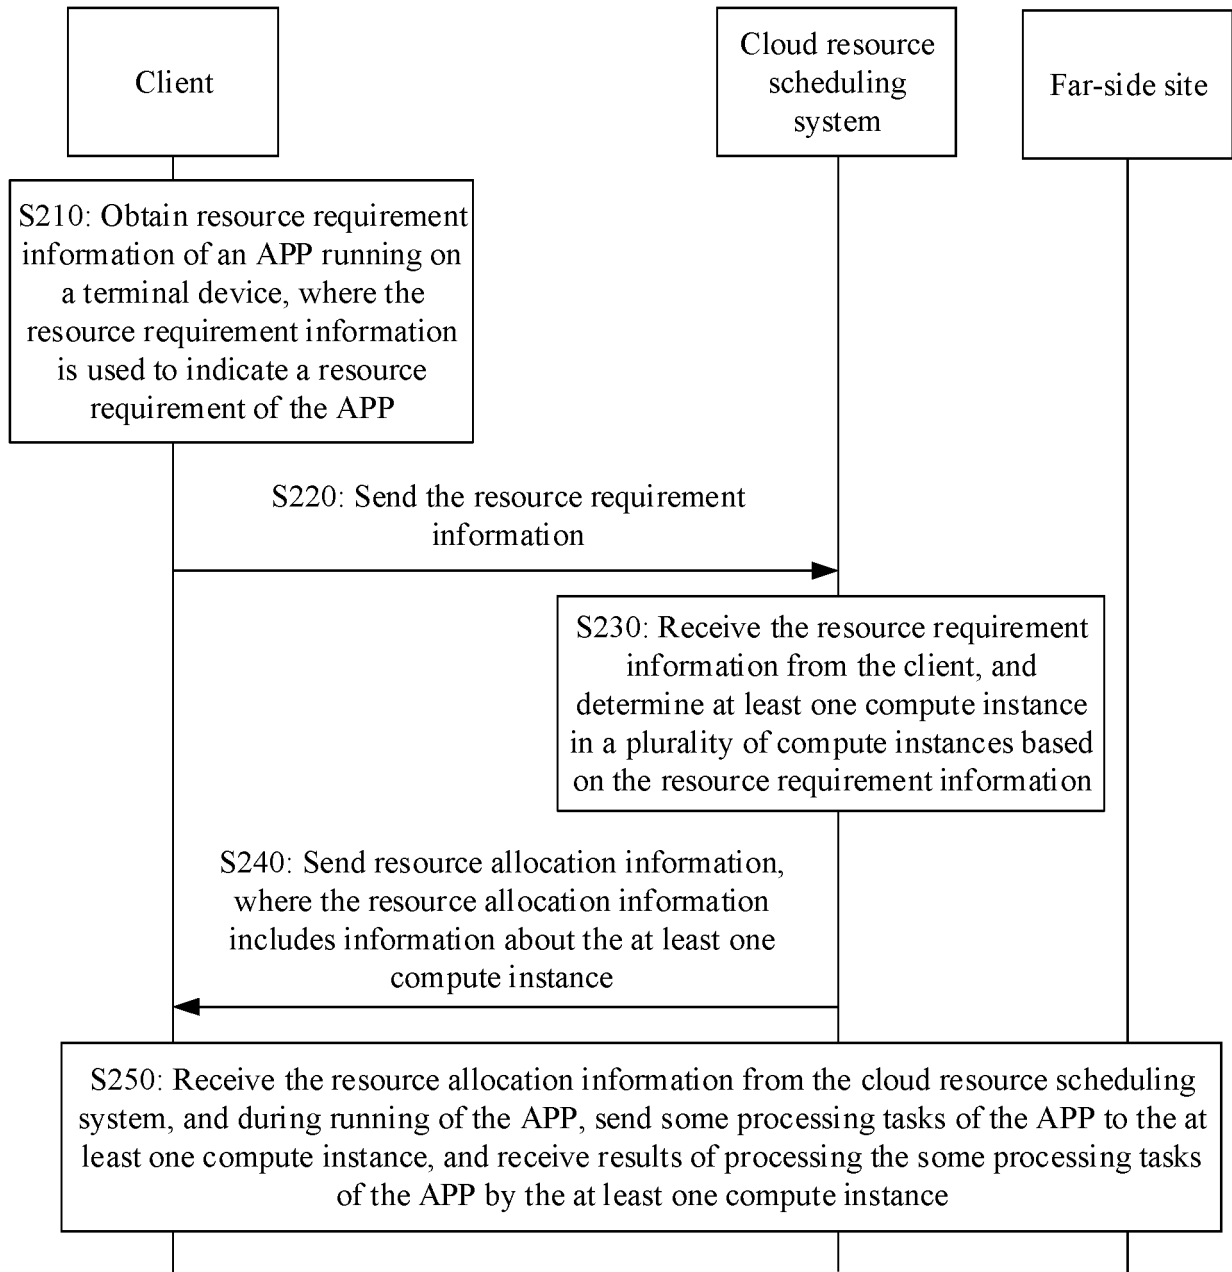 Client
Cloud resource
scheduling
system
Far-side site
S210: Obtain resource requirement
information of an APP running on
a terminal device, where the
resource requirement information
is used to indicate a resource
requirement of the APP
S220: Send the resource requirement
information
S230: Receive the resource requirement
information from the client, and
determine at least one compute instance
in a plurality of compute instances based
on the resource requirement information
S240: Send resource allocation information,
where the resource allocation information
includes information about the at least one
compute instance
S250: Receive the resource allocation information from the cloud resource scheduling
system, and during running of the APP, send some processing tasks of the APP to the at
least one compute instance, and receive results of processing the some processing tasks
of the APP by the at least one compute instance